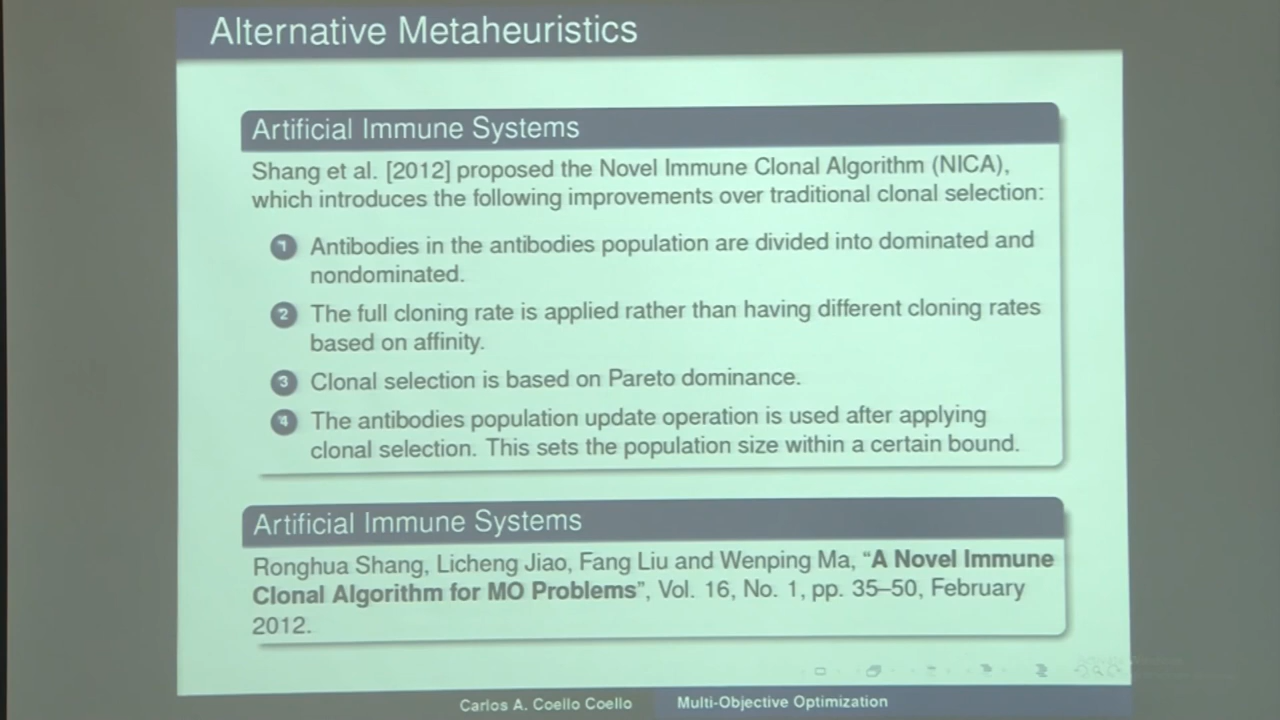 Alternative Metaheuristics
Artificial Immune Systems
Shang et al. [2012] proposed the Novel Immune Clonal Algorithm (NICA),
which introduces the following improvements over traditional clonal selection:
1 Antibodies in the antibodies population are divided into dominated and
nondominated.
2 The full cloning rate is applied rather than having different cloning rates
based on affinity.
3 Clonal selection is based on Pareto dominance.
4 The antibodies population update operation is used after applying
clonal selection. This sets the population size within a certain bound.
Artificial Immune Systems
Ronghua Shang, Licheng Jiao, Fang Liu and Wenping Ma, “A Novel Immune
Clonal Algorithm for MO Problems”, Vol. 16, No. 1, pp. 35–50, February
2012.
Carlos A. Coello Coello Multi-Objective Optimization